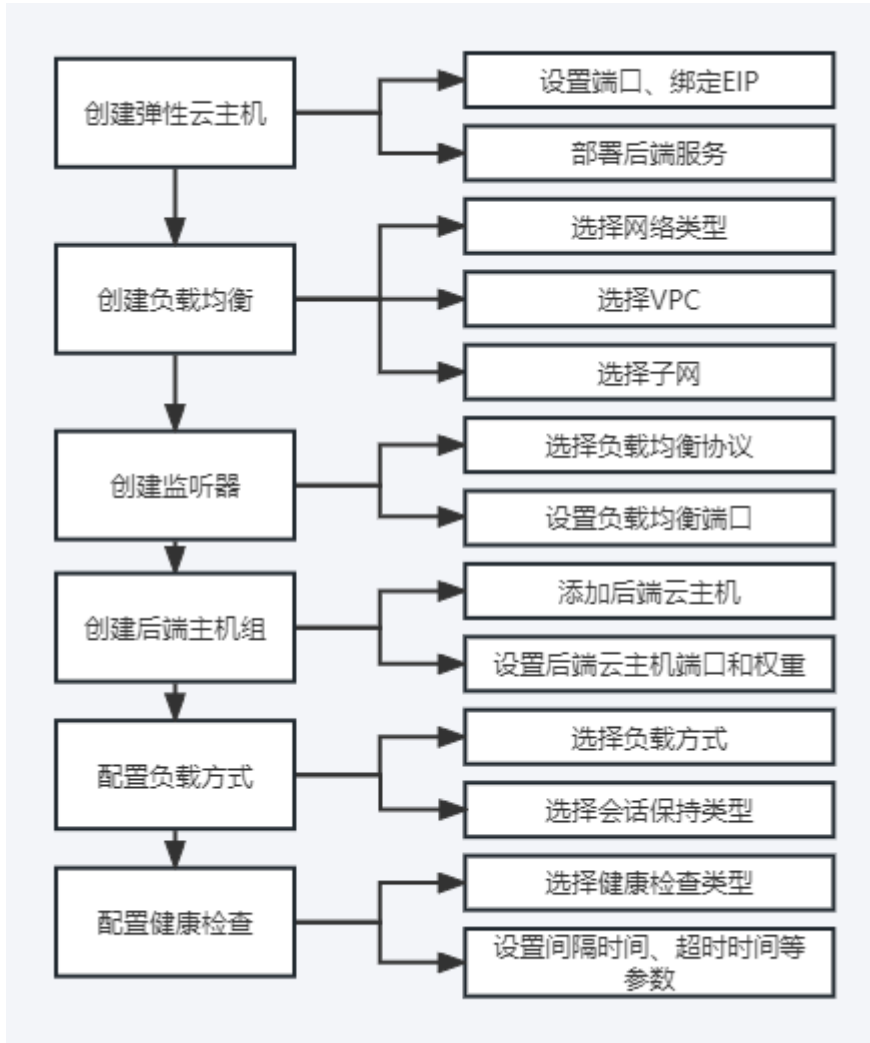 创建弹性云主机
设置端口、绑定EIP
部署后端服务
创建负载均衡
选择网络类型
选择VPC
选择子网
创建监听器
选择负载均衡协议
设置负载均衡端口
创建后端主机组
添加后端云主机
设置后端云主机端口和权重
配置负载方式
选择负载方式
选择会话保持类型
配置健康检查
选择健康检查类型
设置间隔时间、超时时间等
参数